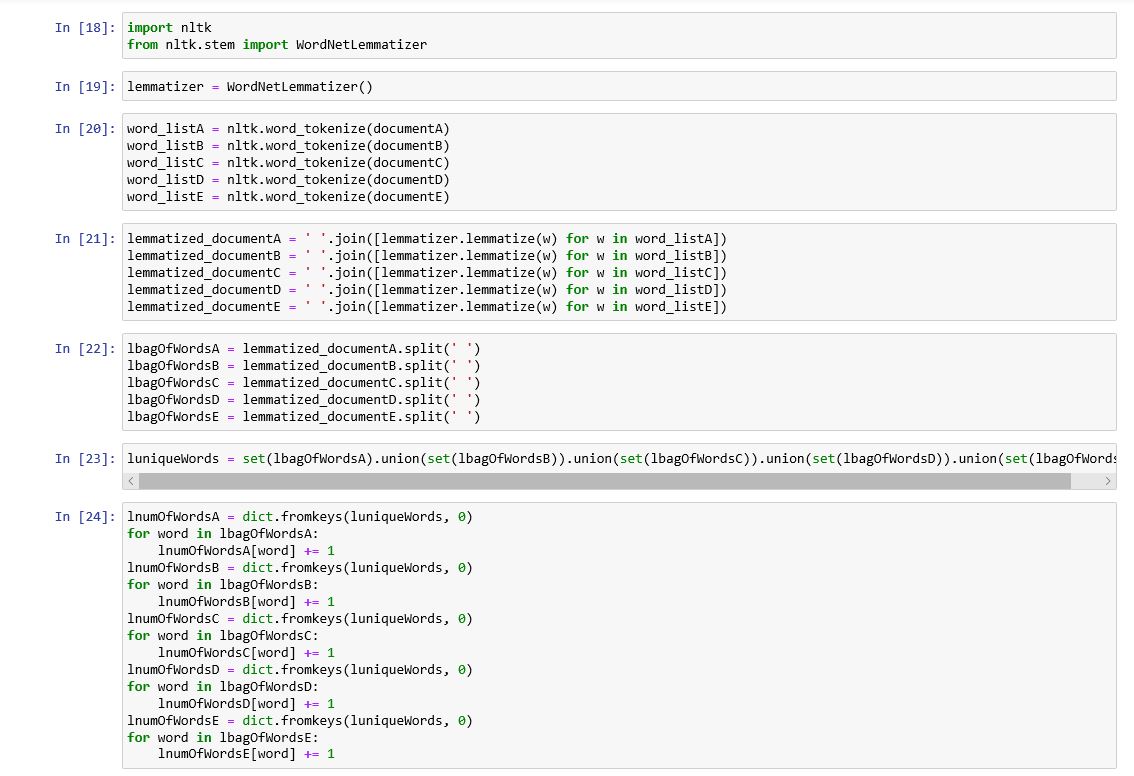 In [18]: import nltk
from nltk.stem import WordNetLemmatizer
In [19]: lemmatizer = WordNetLemmatizer()
In [20]: word_listA = nltk.word_tokenize(documentA)
word_listB = nltk.word_tokenize(documentB)
word_listC = nltk.word_tokenize(documentC)
word_listD = nltk.word_tokenize(documentD)
word_listE = nltk.word_tokenize(documentE)
In [21]: lemmatized_documentA = ' '.join([lemmatizer.lemmatize(w) for w in word_listA])
lemmatized_documentB = ' '.join([lemmatizer.lemmatize(w) for w in word_listB])
lemmatized_documentC = ' '.join([lemmatizer.lemmatize(w) for w in word_listC])
lemmatized_documentD = ' '.join([lemmatizer.lemmatize(w) for w in word_listD])
lemmatized_documentE = ' '.join([lemmatizer.lemmatize(w) for w in word_listE])
In [22]: lbagOfWordsA = lemmatized_documentA.split(' ')
lbagOfWordsB = lemmatized_documentB.split(' ')
lbagOfWordsC = lemmatized_documentC.split(' ')
lbagOfWordsD = lemmatized_documentD.split(' ')
lbagOfWordsE = lemmatized_documentE.split(' ')
In [23]: luniqueWords = set(lbagOfWordsA).union(set(lbagOfWordsB)).union(set(lbagOfWordsC)).union(set(lbagOfWordsD)).union(set(lbagOfWords
In [24]: lnumOfWordsA = dict.fromkeys(luniqueWords, 0)
for word in lbagOfWordsA:
    lnumOfWordsA[word] += 1
lnumOfWordsB = dict.fromkeys(luniqueWords, 0)
for word in lbagOfWordsB:
    lnumOfWordsB[word] += 1
lnumOfWordsC = dict.fromkeys(luniqueWords, 0)
for word in lbagOfWordsC:
    lnumOfWordsC[word] += 1
lnumOfWordsD = dict.fromkeys(luniqueWords, 0)
for word in lbagOfWordsD:
    lnumOfWordsD[word] += 1
lnumOfWordsE = dict.fromkeys(luniqueWords, 0)
for word in lbagOfWordsE:
    lnumOfWordsE[word] += 1